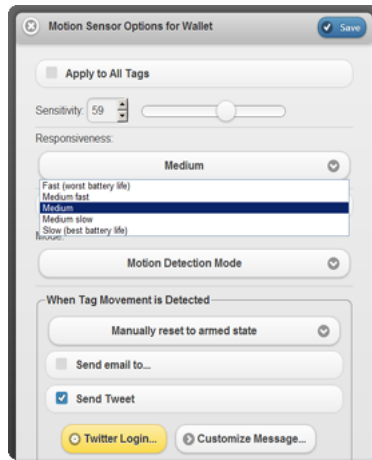 Motion Sensor Options for Wallet
Save
Apply to All Tags
Sensitivity: 59
Responsiveness:
Medium
Fast (worst battery life)
Medium fast
Medium
Medium slow
Slow (best battery life)
Mode:
Motion Detection Mode
When Tag Movement is Detected
Manually reset to armed state
Send email to...
Send Tweet
Twitter Login...
Customize Message...